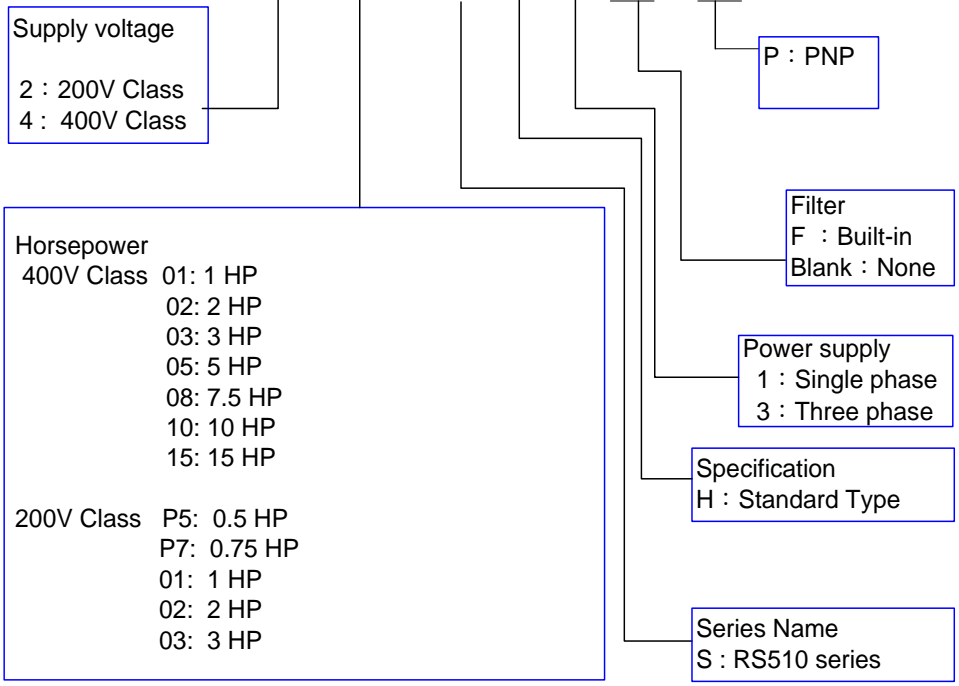 Supply voltage
2：200V Class
4 : 400V Class
P：PNP
Horsepower
400V Class 01: 1 HP
02: 2 HP
03: 3 HP
05: 5 HP
08: 7.5 HP
10: 10 HP
15: 15 HP
200V Class P5: 0.5 HP
P7: 0.75 HP
01: 1 HP
02: 2 HP
03: 3 HP
Filter
F ：Built-in
Blank：None
Power supply
1：Single phase
3：Three phase
Specification
H：Standard Type
Series Name
S : RS510 series